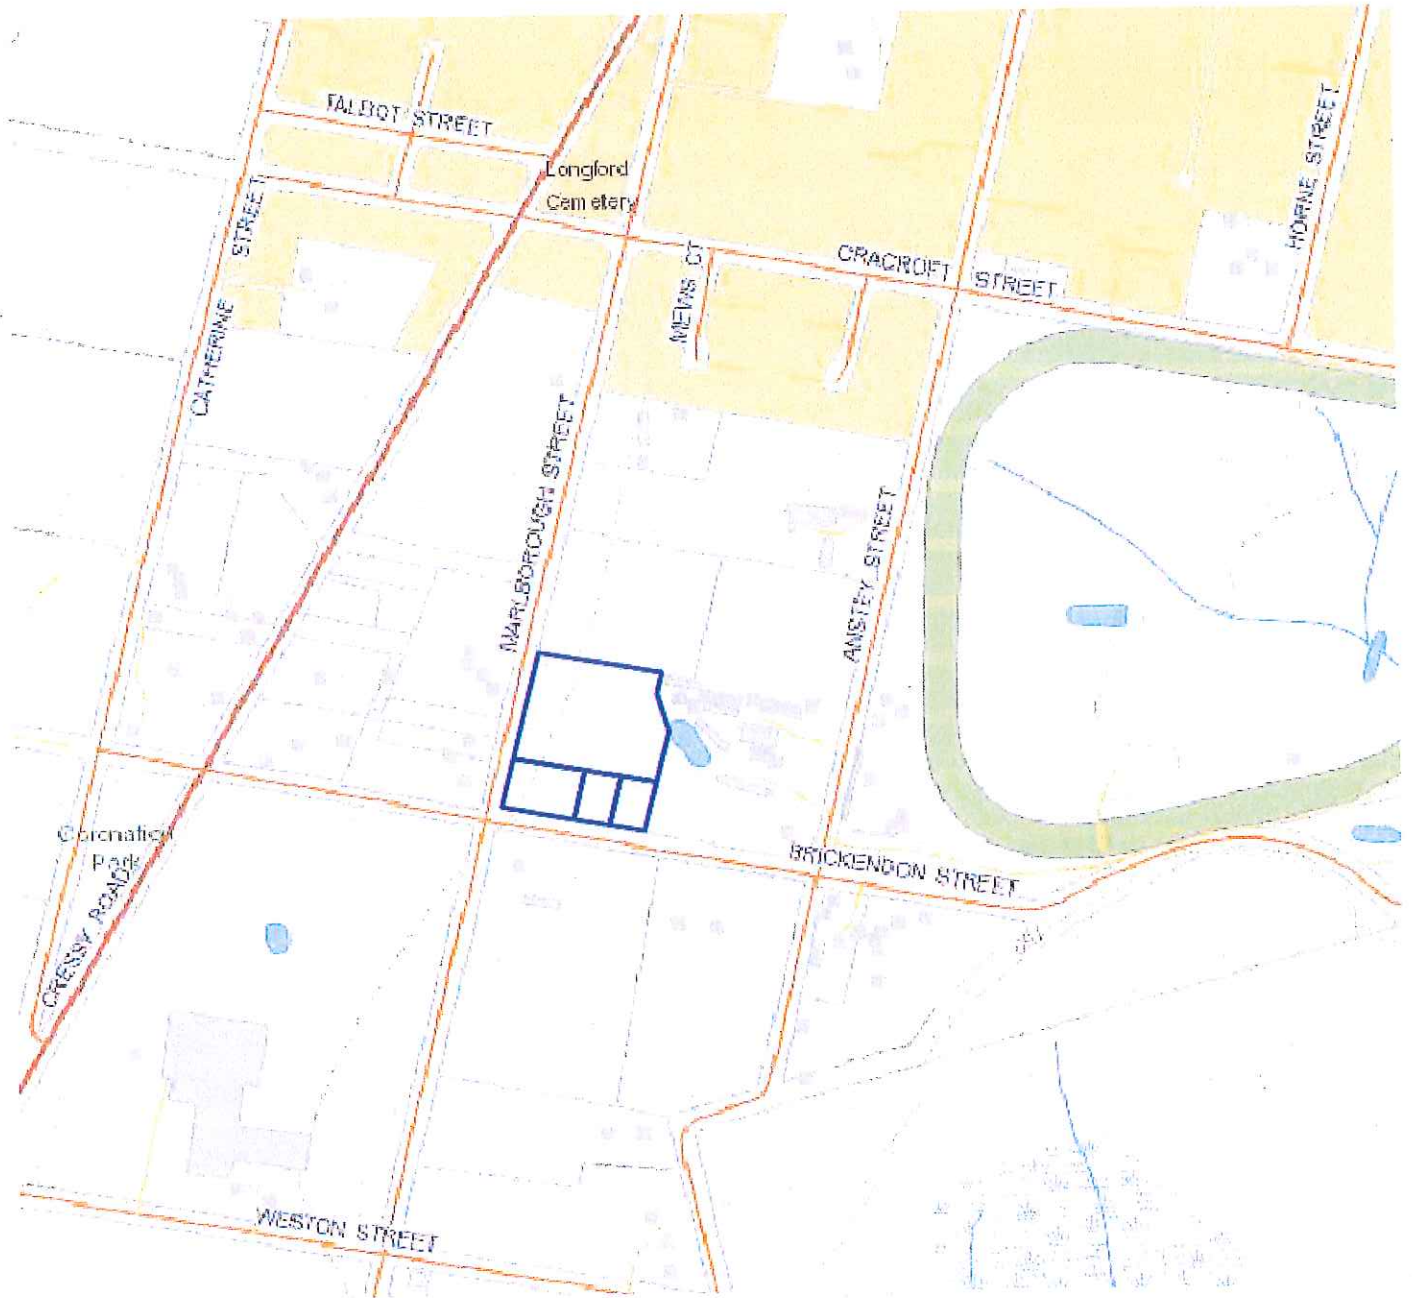 TALBOT STREET
Longford
Cemetery
HORNE STREET
CATHERINE STREET
MEWS CT
CRACROFT STREET
MARLBOROUGH STREET
ANSTEY STREET
Coronation
Park
CRESSY ROAD
BRICKENDON STREET
WESTON STREET